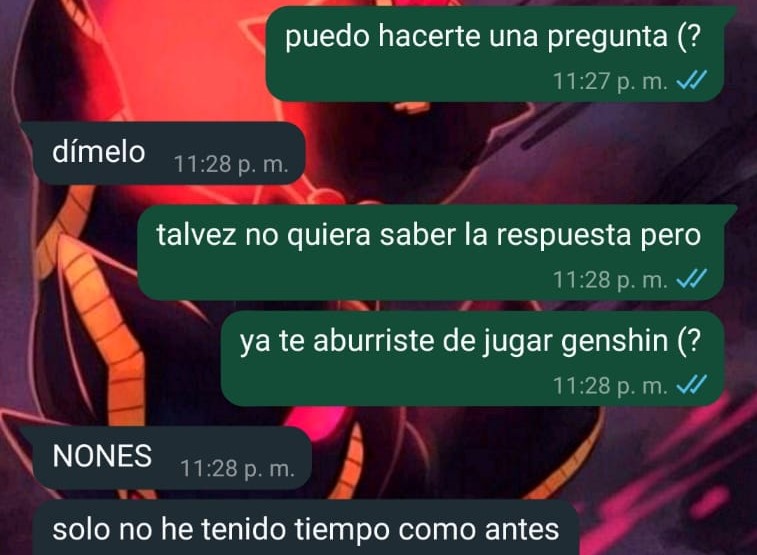 puedo hacerte una pregunta (?
11:27 p. m.
dímelo 11:28 p. m.
talvez no quiera saber la respuesta pero
11:28 p. m.
ya te aburriste de jugar genshin (?
11:28 p. m.
NONES 11:28 p. m.
solo no he tenido tiempo como antes